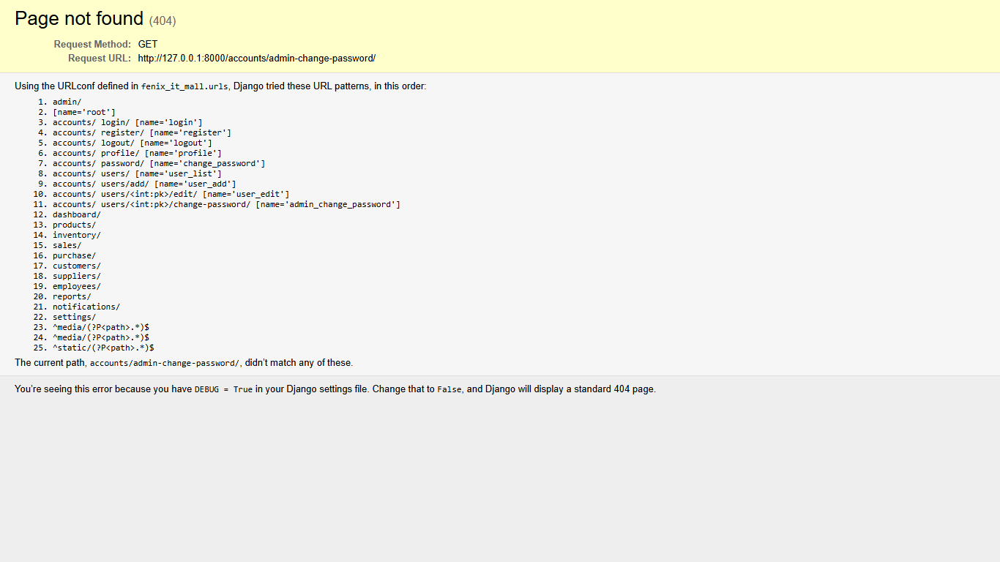 Page not found (404)
Request Method: GET
Request URL: http://127.0.0.1:8000/accounts/admin-change-password/
Using the URLconf defined in fenix_it_mall.urls, Django tried these URL patterns, in this order:
1. admin/
2. [name='root']
3. accounts/ login/ [name='login']
4. accounts/ register/ [name='register']
5. accounts/ logout/ [name='logout']
6. accounts/ profile/ [name='profile']
7. accounts/ password/ [name='change_password']
8. accounts/ users/ [name='user_list']
9. accounts/ users/add/ [name='user_add']
10. accounts/ users/<int:pk>/edit/ [name='user_edit']
11. accounts/ users/<int:pk>/change-password/ [name='admin_change_password']
12. dashboard/
13. products/
14. inventory/
15. sales/
16. purchase/
17. customers/
18. suppliers/
19. employees/
20. reports/
21. notifications/
22. settings/
23. ^media/(?P<path>.*)$
24. ^media/(?P<path>.*)$
25. ^static/(?P<path>.*)$
The current path, accounts/admin-change-password/, didn’t match any of these.
You’re seeing this error because you have DEBUG = True in your Django settings file. Change that to False, and Django will display a standard 404 page.